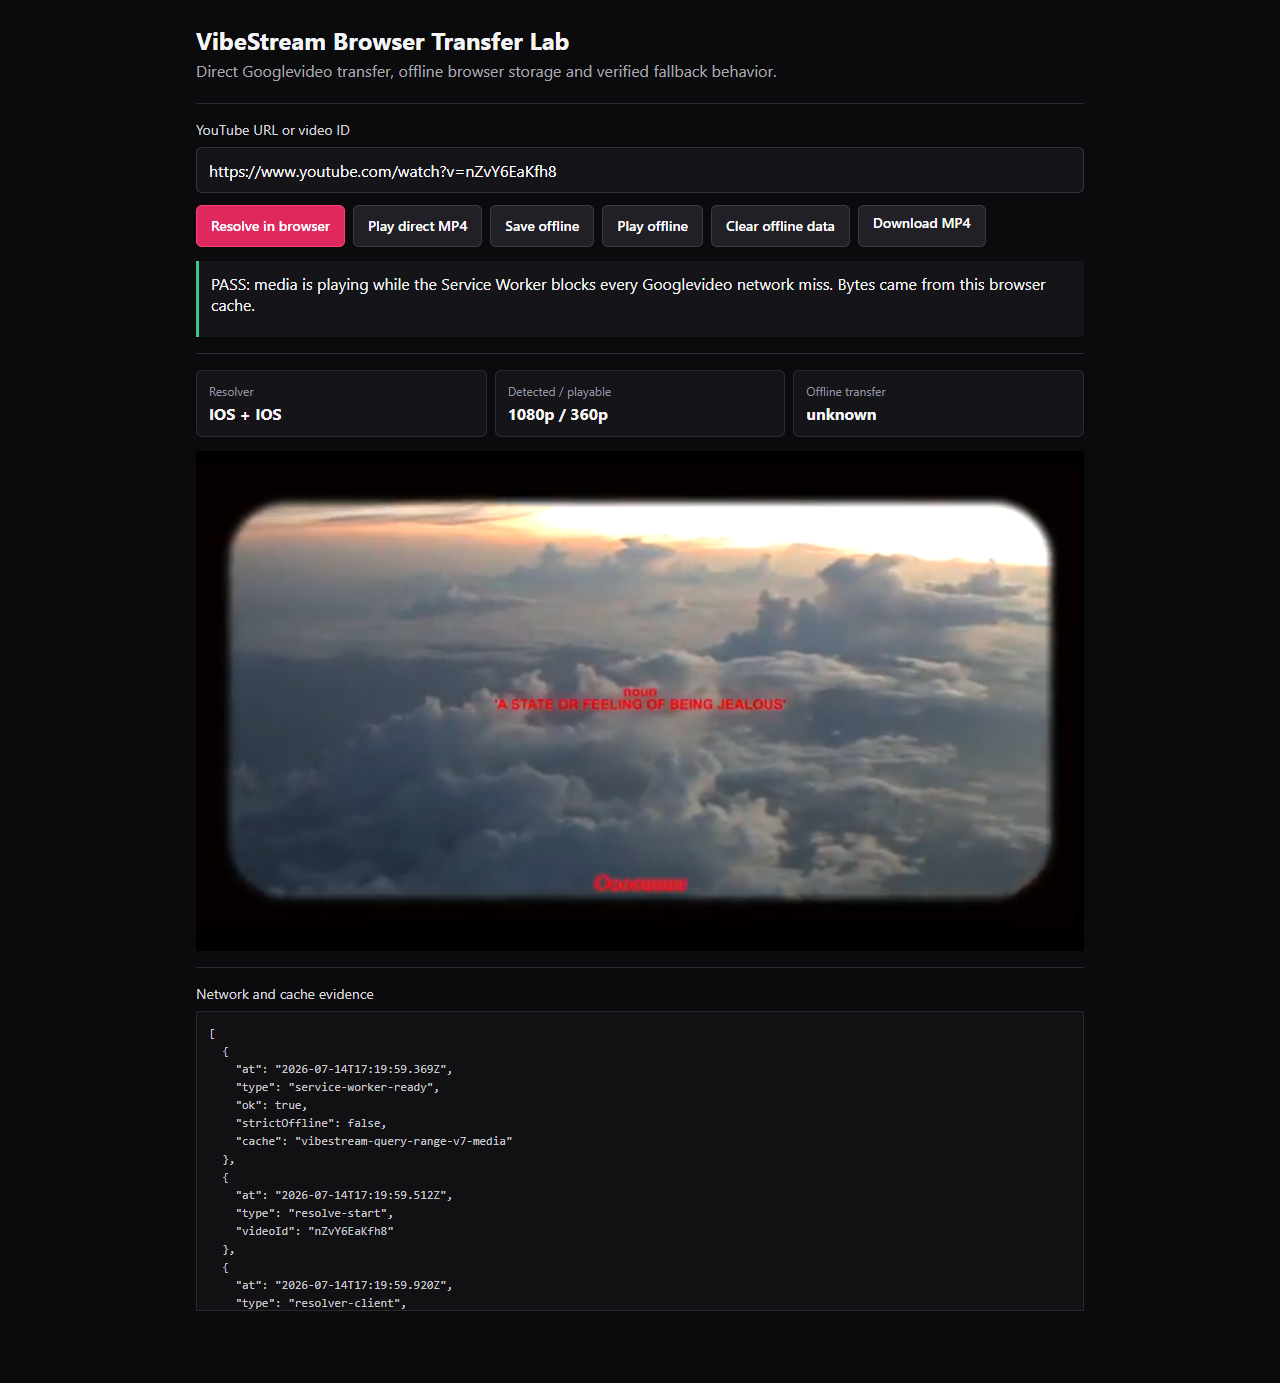 VibeStream Browser Transfer Lab
Direct Googlevideo transfer, offline browser storage and verified fallback behavior.
YouTube URL or video ID
https://www.youtube.com/watch?v=nZvY6EaKfh8
Resolve in browser
Play direct MP4
Save offline
Play offline
Clear offline data
Download MP4
PASS: media is playing while the Service Worker blocks every Googlevideo network miss. Bytes came from this browser
cache.
Resolver
IOS + IOS
Detected / playable
1080p / 360p
Offline transfer
unknown
noun
'A STATE OR FEELING OF BEING JEALOUS'
Network and cache evidence
[
  {
    "at": "2026-07-14T17:19:59.369Z",
    "type": "service-worker-ready",
    "ok": true,
    "strictOffline": false,
    "cache": "vibestream-query-range-v7-media"
  },
  {
    "at": "2026-07-14T17:19:59.512Z",
    "type": "resolve-start",
    "videoId": "nZvY6EaKfh8"
  },
  {
    "at": "2026-07-14T17:19:59.920Z",
    "type": "resolver-client",